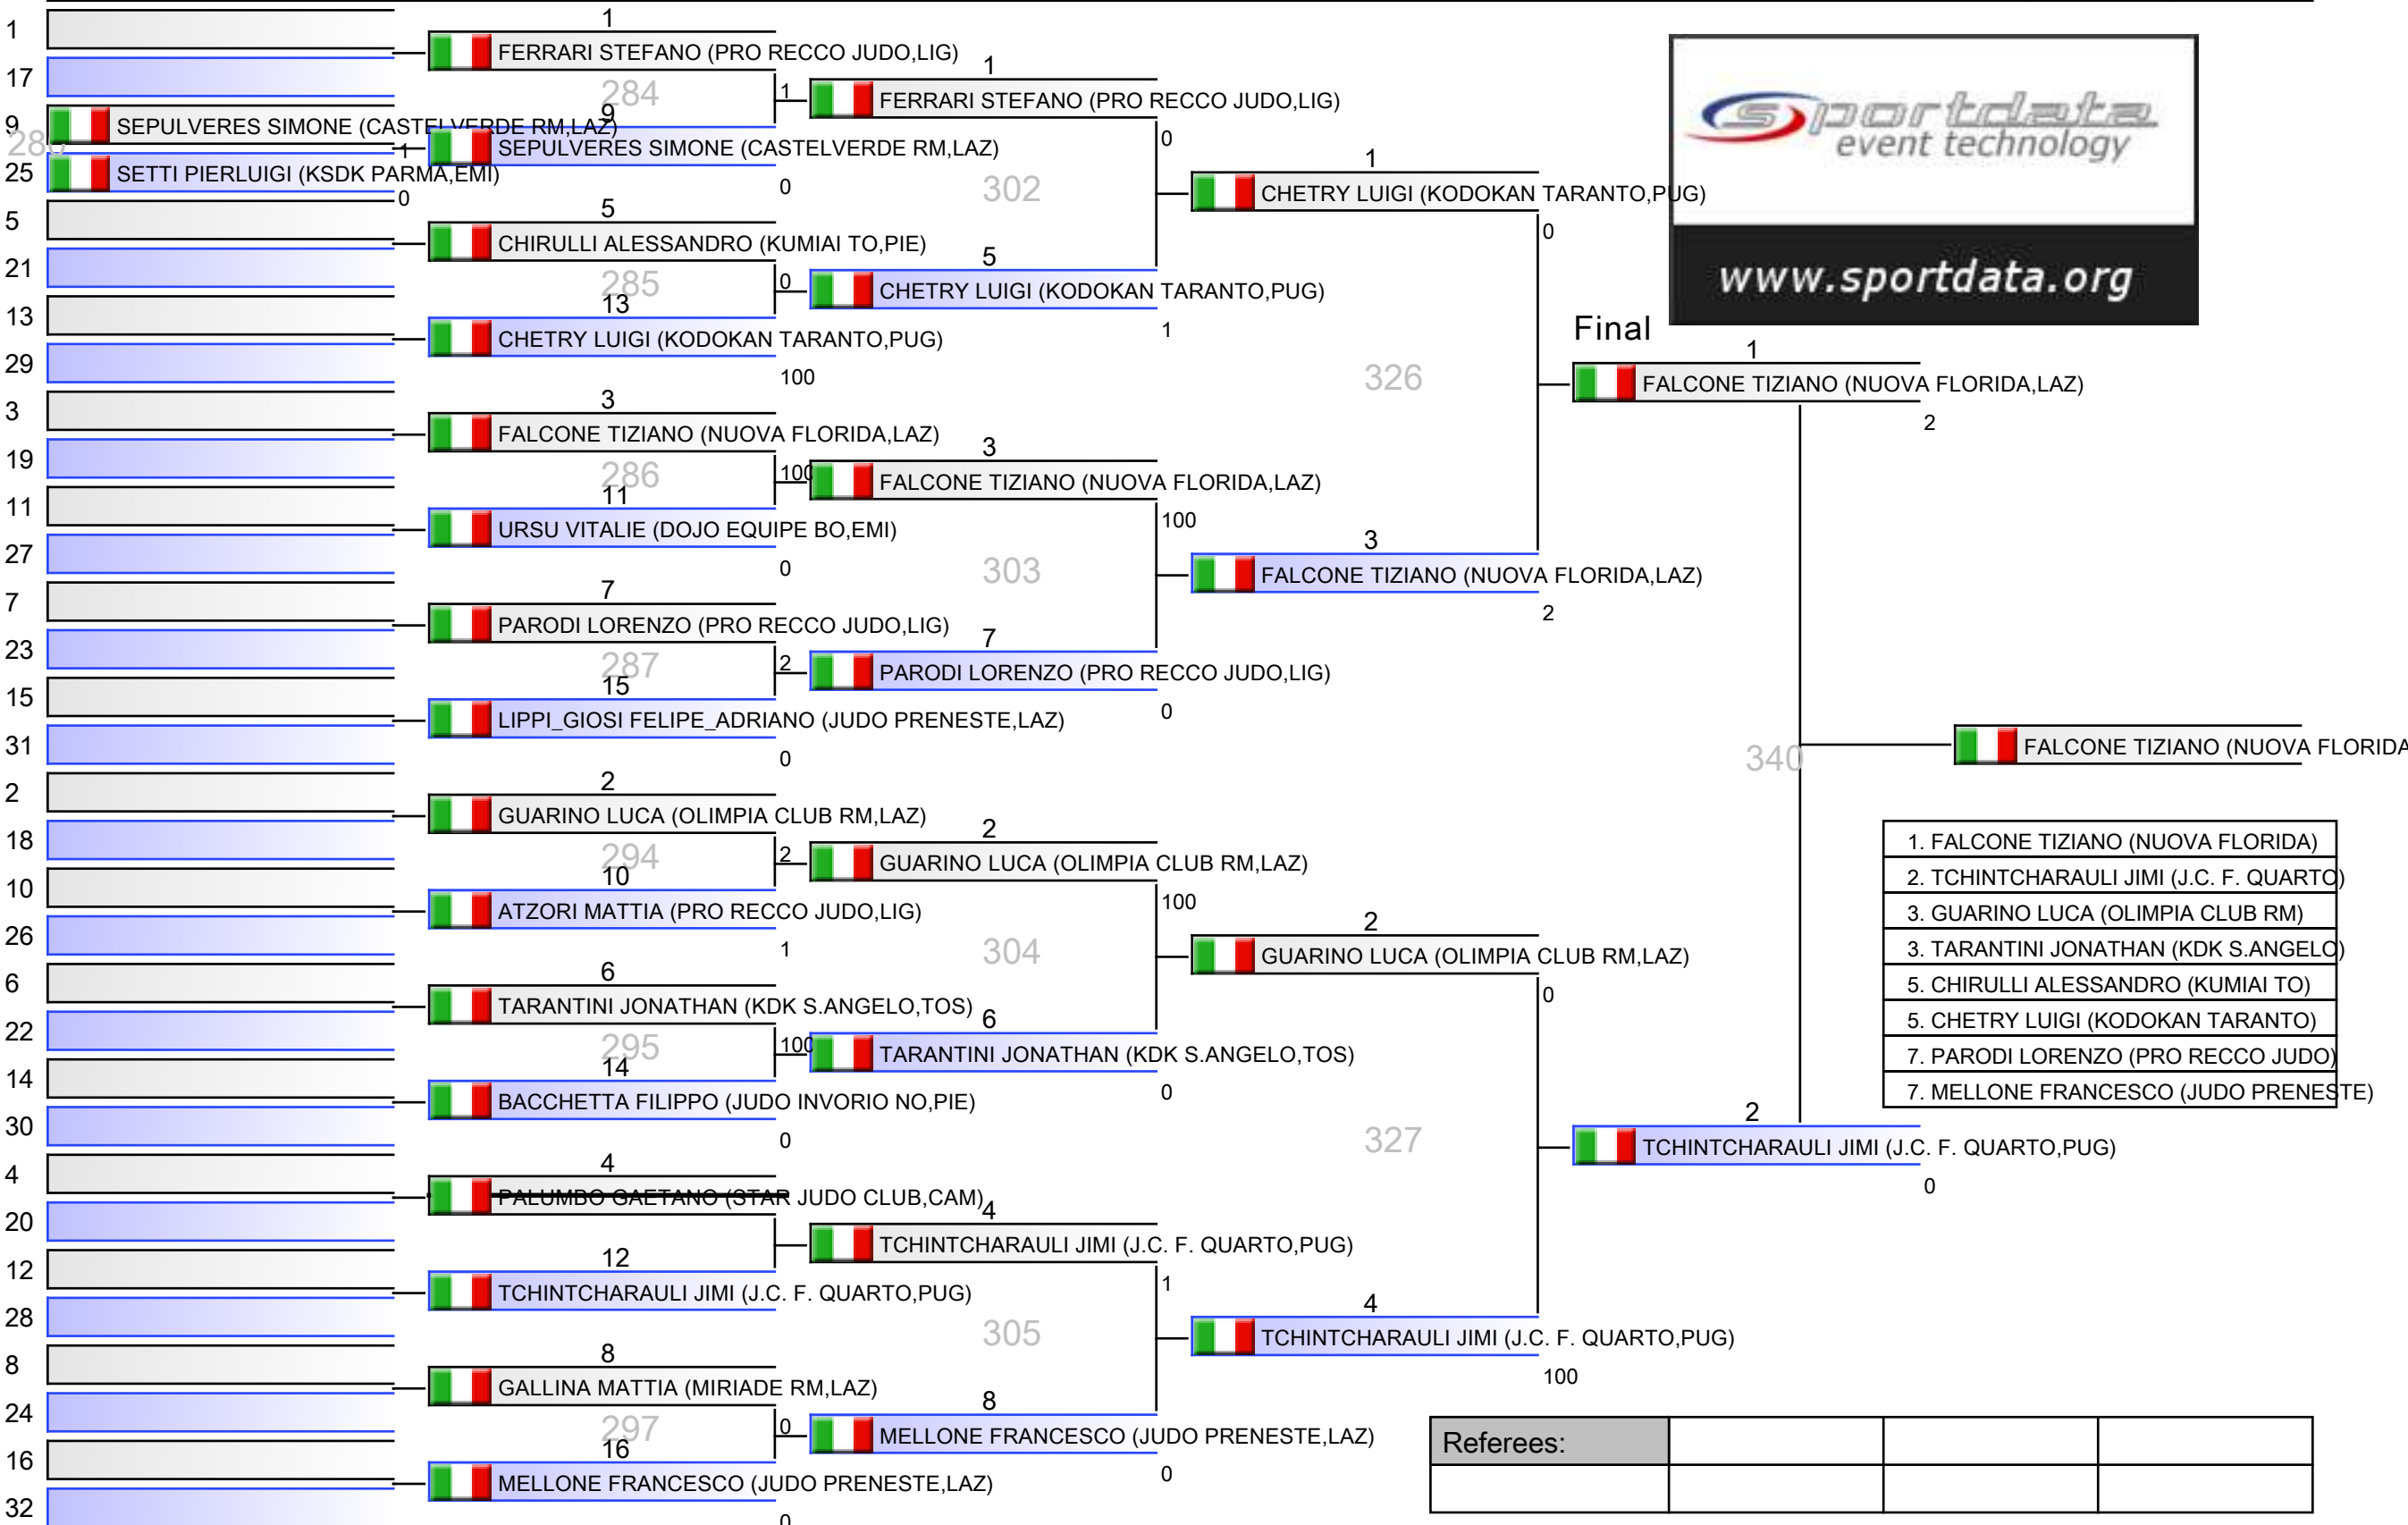 1
17
9
280
25
5
21
13
29
3
19
11
27
7
23
15
31
2
18
10
26
6
22
14
30
4
20
12
28
8
24
16
32
SEPULVERES SIMONE (CASTELVERDE RM,LAZ)
1
SETTI PIERLUIGI (KSDK PARMA,EMI)
0
1
FERRARI STEFANO (PRO RECCO JUDO,LIG)
284
1
9
SEPULVERES SIMONE (CASTELVERDE RM,LAZ)
0
5
CHIRULLI ALESSANDRO (KUMIAI TO,PIE)
285
0
13
CHETRY LUIGI (KODOKAN TARANTO,PUG)
100
3
FALCONE TIZIANO (NUOVA FLORIDA,LAZ)
286
100
11
URSU VITALIE (DOJO EQUIPE BO,EMI)
0
7
PARODI LORENZO (PRO RECCO JUDO,LIG)
287
2
15
LIPPI_GIOSI FELIPE_ADRIANO (JUDO PRENESTE,LAZ)
0
2
GUARINO LUCA (OLIMPIA CLUB RM,LAZ)
294
2
10
ATZORI MATTIA (PRO RECCO JUDO,LIG)
1
6
TARANTINI JONATHAN (KDK S.ANGELO,TOS)
295
100
14
BACCHETTA FILIPPO (JUDO INVORIO NO,PIE)
0
4
PALUMBO GAETANO (STAR JUDO CLUB,CAM)
12
TCHINTCHARAULI JIMI (J.C. F. QUARTO,PUG)
8
GALLINA MATTIA (MIRIADE RM,LAZ)
297
0
16
MELLONE FRANCESCO (JUDO PRENESTE,LAZ)
0
1
FERRARI STEFANO (PRO RECCO JUDO,LIG)
0
302
5
CHETRY LUIGI (KODOKAN TARANTO,PUG)
1
3
FALCONE TIZIANO (NUOVA FLORIDA,LAZ)
100
303
7
PARODI LORENZO (PRO RECCO JUDO,LIG)
0
2
GUARINO LUCA (OLIMPIA CLUB RM,LAZ)
100
304
6
TARANTINI JONATHAN (KDK S.ANGELO,TOS)
0
4
TCHINTCHARAULI JIMI (J.C. F. QUARTO,PUG)
1
305
8
MELLONE FRANCESCO (JUDO PRENESTE,LAZ)
0
1
CHETRY LUIGI (KODOKAN TARANTO,PUG)
0
326
3
FALCONE TIZIANO (NUOVA FLORIDA,LAZ)
2
2
GUARINO LUCA (OLIMPIA CLUB RM,LAZ)
0
327
4
TCHINTCHARAULI JIMI (J.C. F. QUARTO,PUG)
100
sportdata
event technology
www.sportdata.org
Final
1
FALCONE TIZIANO (NUOVA FLORIDA,LAZ)
2
340
2
TCHINTCHARAULI JIMI (J.C. F. QUARTO,PUG)
0
FALCONE TIZIANO (NUOVA FLORIDA
1. FALCONE TIZIANO (NUOVA FLORIDA)
2. TCHINTCHARAULI JIMI (J.C. F. QUARTO)
3. GUARINO LUCA (OLIMPIA CLUB RM)
3. TARANTINI JONATHAN (KDK S.ANGELO)
5. CHIRULLI ALESSANDRO (KUMIAI TO)
5. CHETRY LUIGI (KODOKAN TARANTO)
7. PARODI LORENZO (PRO RECCO JUDO)
7. MELLONE FRANCESCO (JUDO PRENESTE)
Referees: